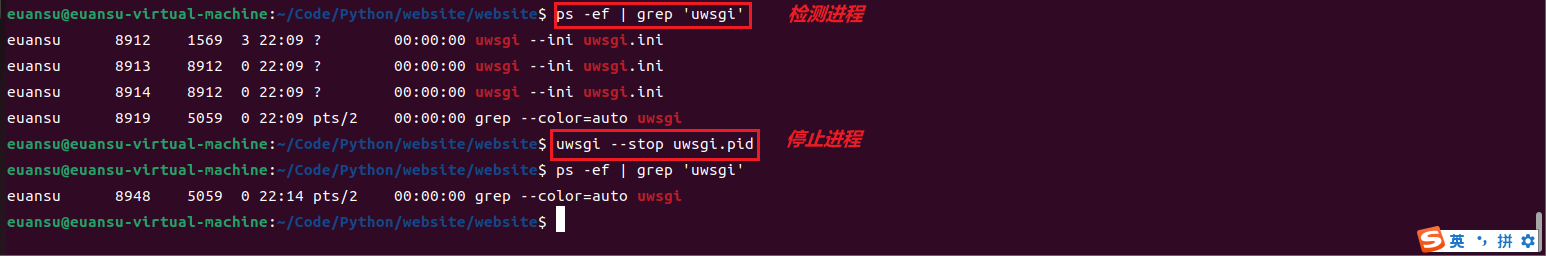 euansu@euansu-virtual-machine:~/Code/Python/website/website$ ps -ef | grep 'uwsgi' 检测进程
euansu 8912 1569 3 22:09 ? 00:00:00 uwsgi --ini uwsgi.ini
euansu 8913 8912 0 22:09 ? 00:00:00 uwsgi --ini uwsgi.ini
euansu 8914 8912 0 22:09 ? 00:00:00 uwsgi --ini uwsgi.ini
euansu 8919 5059 0 22:09 pts/2 00:00:00 grep --color=auto uwsgi
euansu@euansu-virtual-machine:~/Code/Python/website/website$ uwsgi --stop uwsgi.pid 停止进程
euansu@euansu-virtual-machine:~/Code/Python/website/website$ ps -ef | grep 'uwsgi'
euansu 8948 5059 0 22:14 pts/2 00:00:00 grep --color=auto uwsgi
euansu@euansu-virtual-machine:~/Code/Python/website/website$
S 英 •, 拼